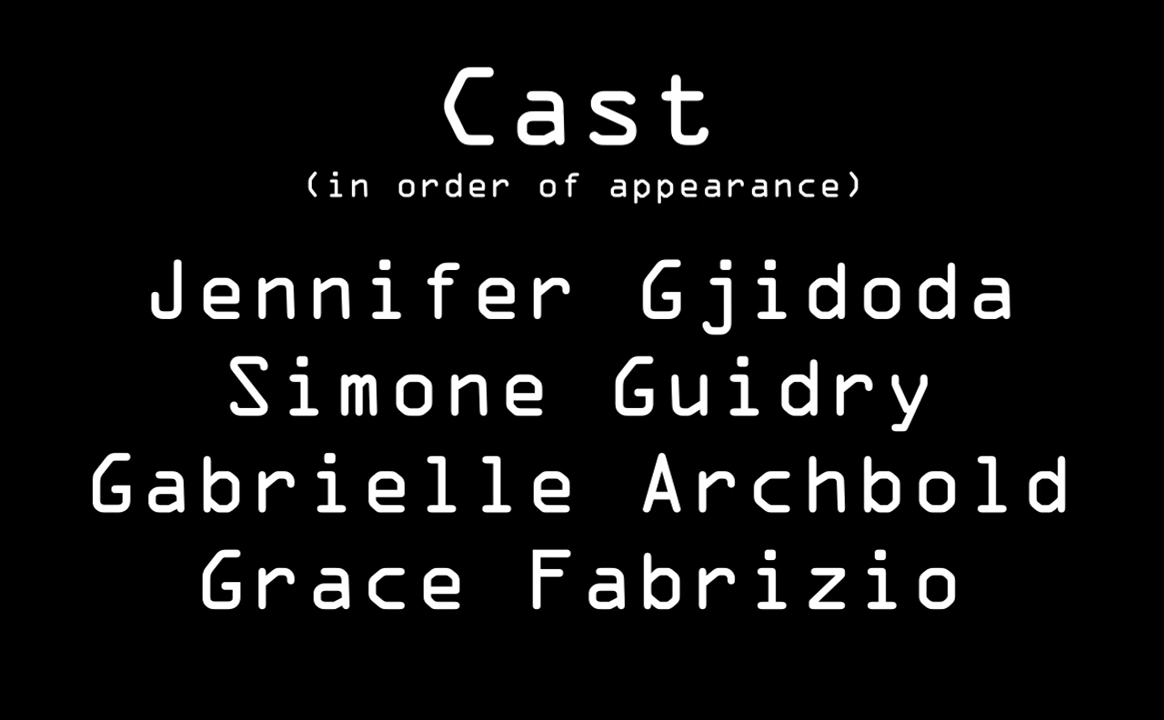 Cast
(in order of appearance)
Jennifer Gjidoda
Simone Guidry
Gabrielle Archbold
Grace Fabrizio